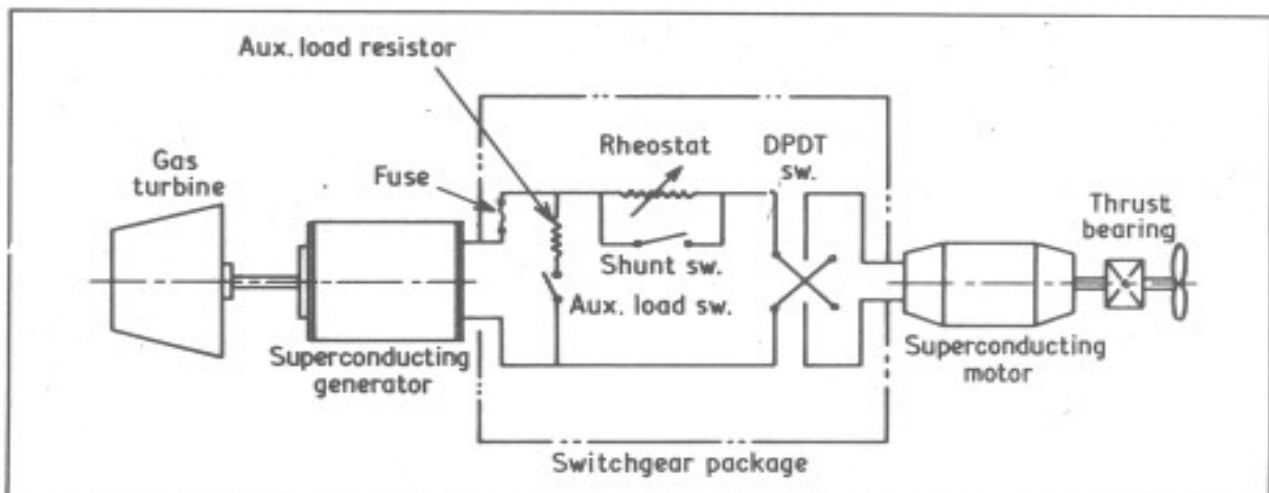 Aux. load resistor
Gas
turbine
Fuse
Rheostat
DPDT
sw.
Thrust
bearing
Shunt sw.
Aux. load sw.
Superconducting
generator
Superconducting
motor
Switchgear package